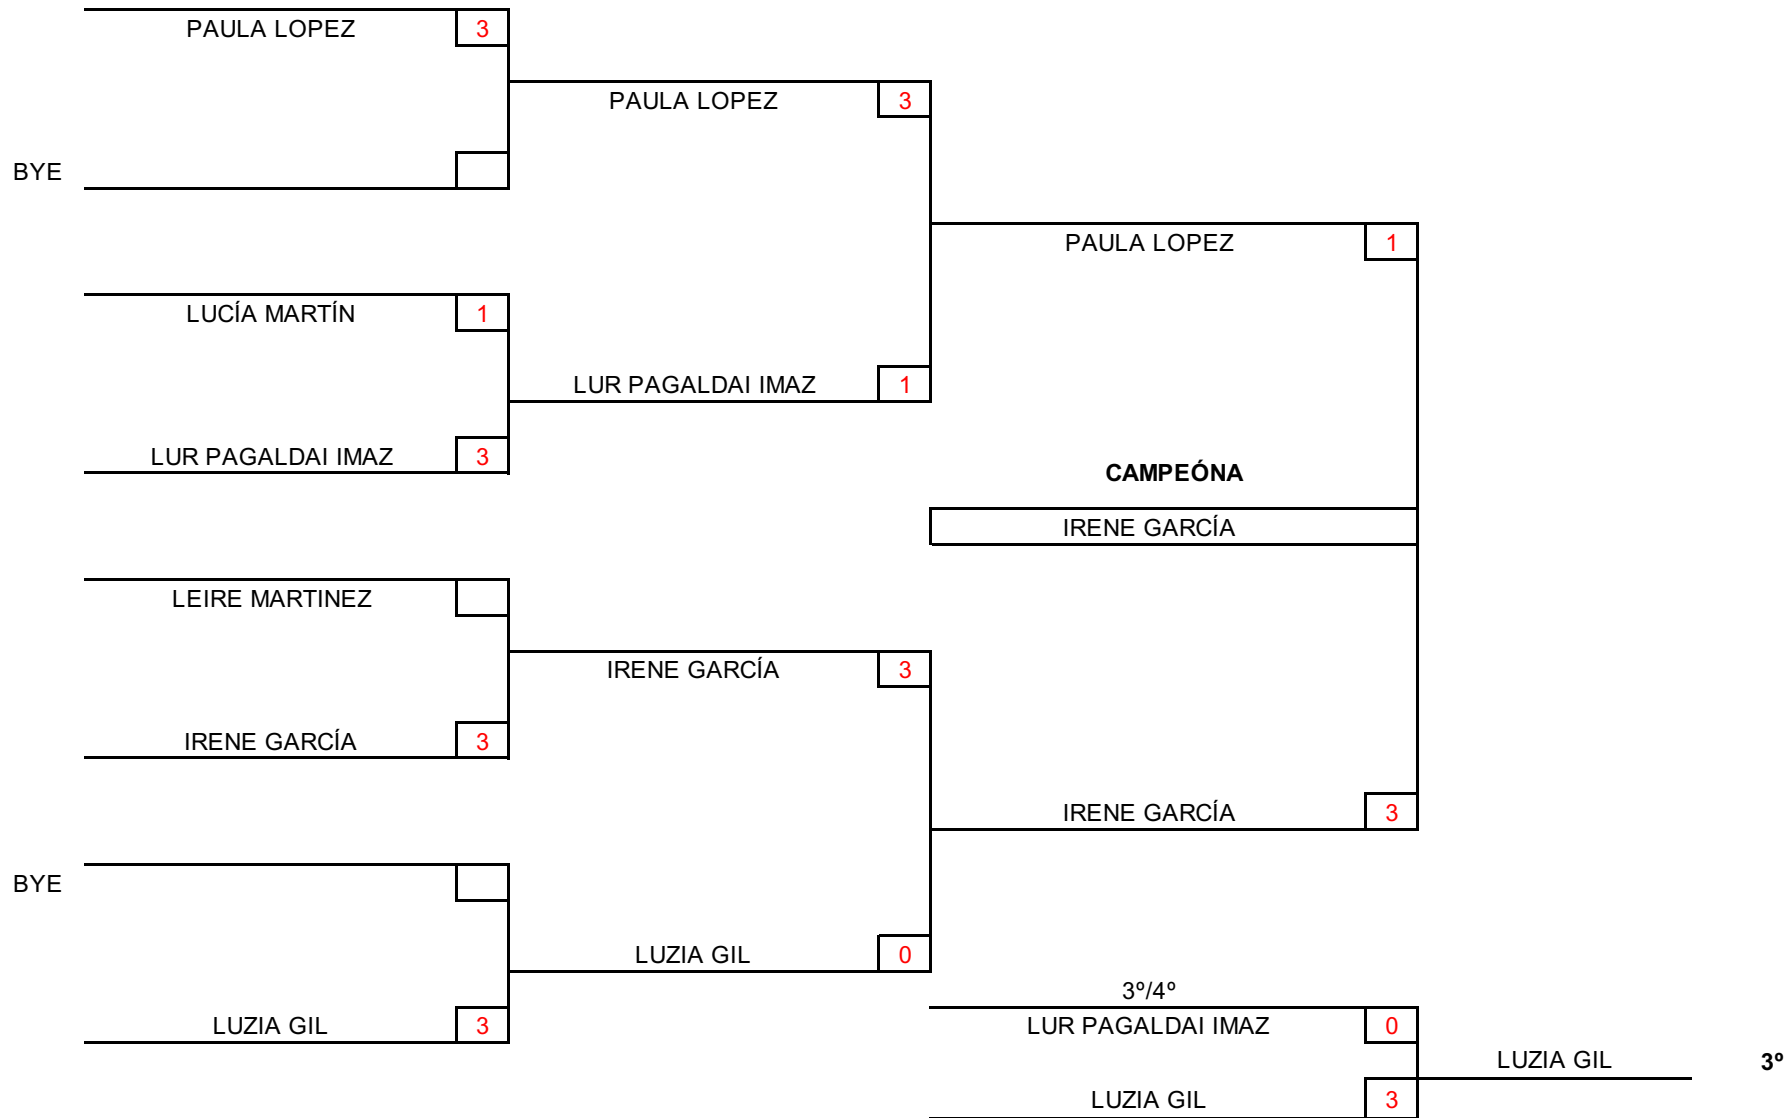 PAULA LOPEZ 3
PAULA LOPEZ 3
BYE
PAULA LOPEZ 1
LUCÍA MARTÍN 1
LUR PAGALDAI IMAZ 1
LUR PAGALDAI IMAZ 3
CAMPEÓNA
IRENE GARCÍA
LEIRE MARTINEZ
IRENE GARCÍA 3
IRENE GARCÍA 3
IRENE GARCÍA 3
BYE
LUZIA GIL 0
3º/4º
LUZIA GIL 3
LUR PAGALDAI IMAZ 0
LUZIA GIL 3º
LUZIA GIL 3